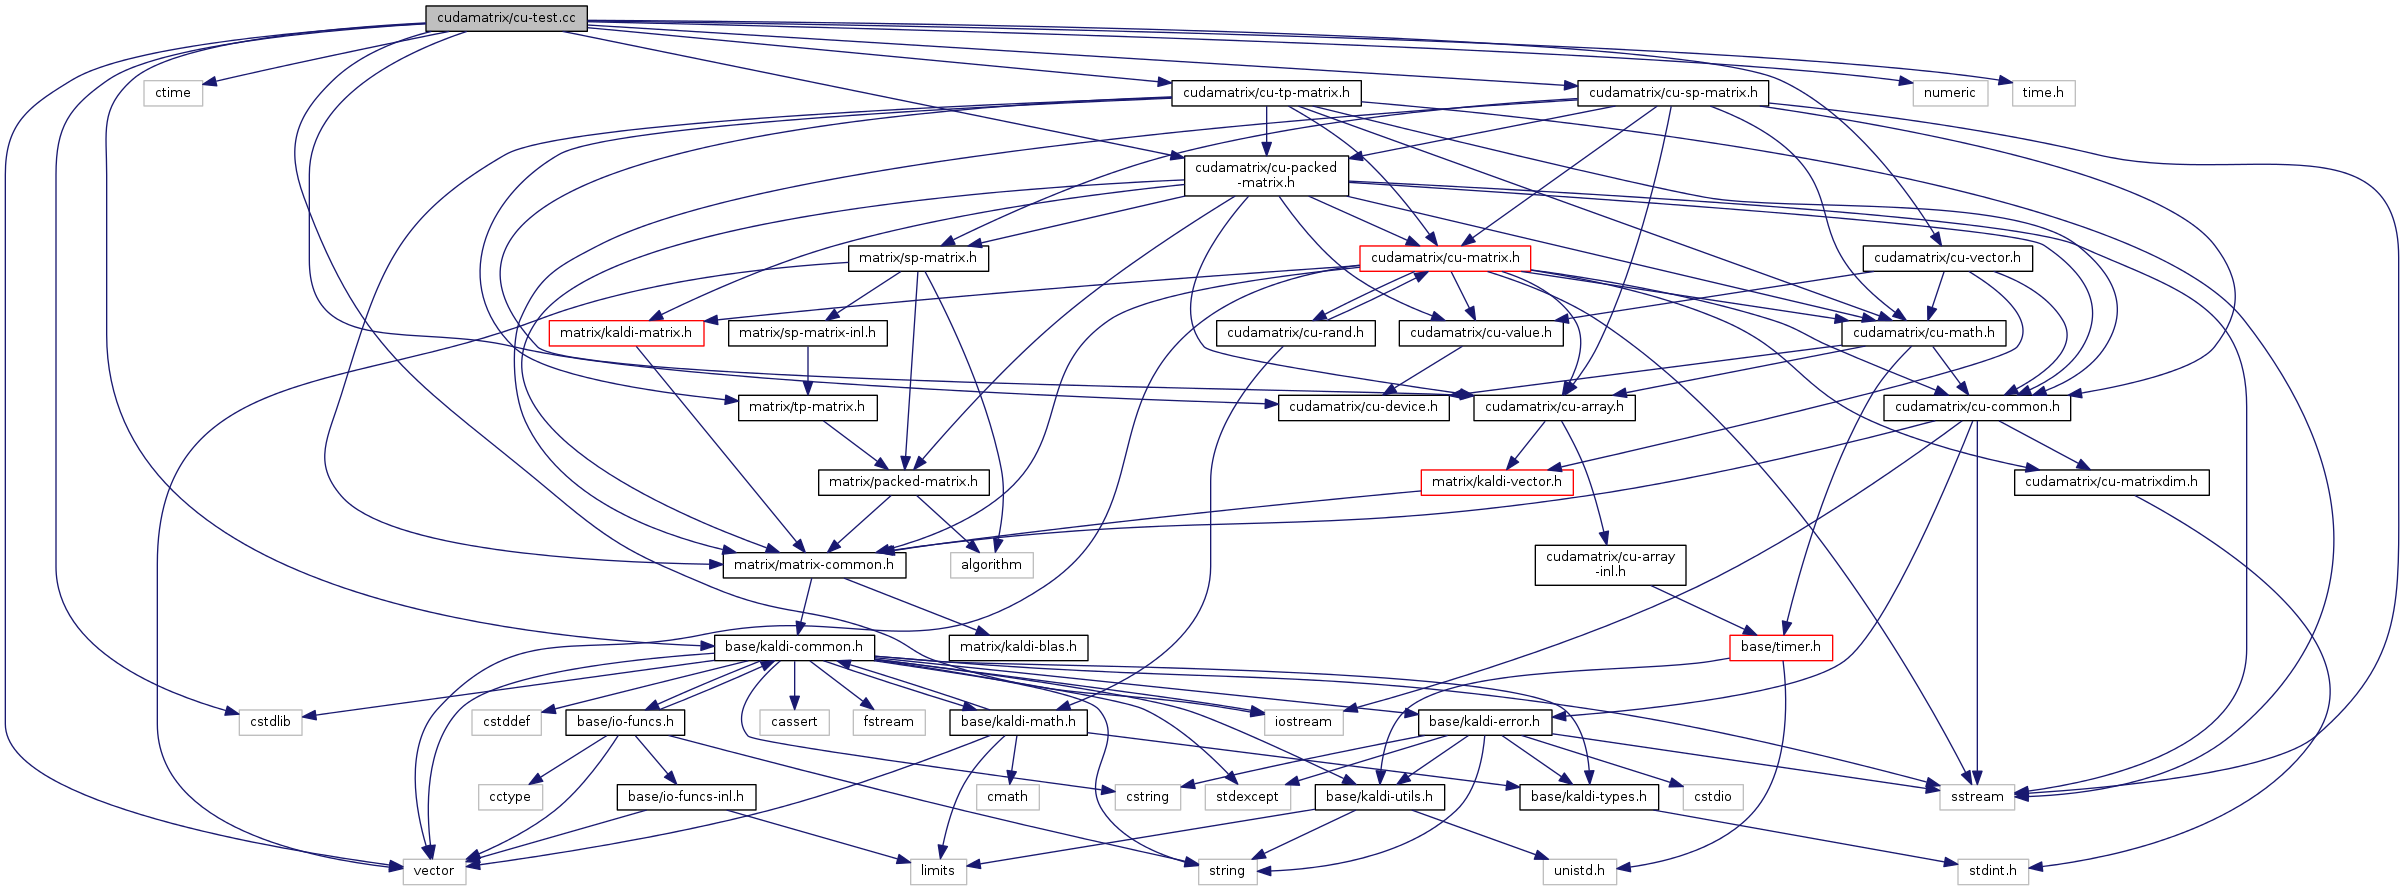 cudamatrix/cu-test.cc
ctime
cudamatrix/cu-tp-matrix.h
cudamatrix/cu-sp-matrix.h
numeric
time.h
cudamatrix/cu-packed
-matrix.h
matrix/sp-matrix.h
cudamatrix/cu-matrix.h
cudamatrix/cu-vector.h
matrix/kaldi-matrix.h
matrix/sp-matrix-inl.h
cudamatrix/cu-rand.h
cudamatrix/cu-value.h
cudamatrix/cu-math.h
matrix/tp-matrix.h
cudamatrix/cu-device.h
cudamatrix/cu-array.h
cudamatrix/cu-common.h
matrix/packed-matrix.h
matrix/kaldi-vector.h
cudamatrix/cu-matrixdim.h
matrix/matrix-common.h
algorithm
cudamatrix/cu-array
-inl.h
base/kaldi-common.h
matrix/kaldi-blas.h
base/timer.h
cstdlib
cstddef
base/io-funcs.h
cassert
fstream
base/kaldi-math.h
iostream
base/kaldi-error.h
cctype
base/io-funcs-inl.h
cmath
cstring
stdexcept
base/kaldi-utils.h
base/kaldi-types.h
cstdio
sstream
vector
limits
string
unistd.h
stdint.h